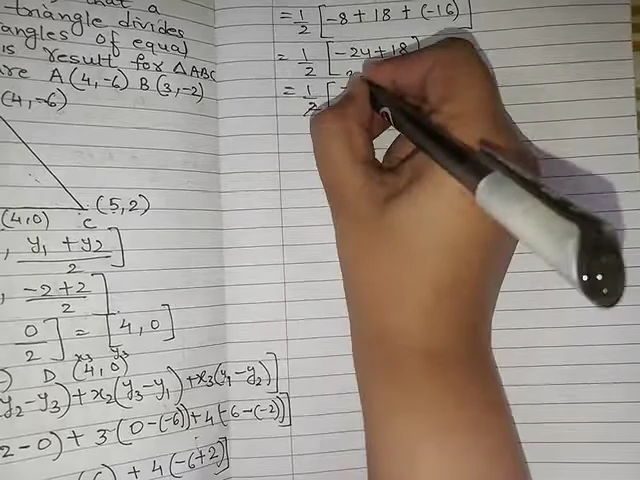 that a
triangle divides
angles of equal
is result for △ABC
are A(4,-6) B(3,-2)
(4,-6)
(5,2)
(4,0) C
, y₁ + y₂ / 2 ]
, -2+2 / 2 ]
0 / 2 ] = [4,0]
x₃ y₃
) D (4,0)
y₂-y₃)+x₂(y₃-y₁)+x₃(y₁-y₂)]
2-0)+3(0-(-6))+4(-6-(-2))]
+4(-6+2)]
= 1/2 [-8+18+(-16)]
= 1/2 [-24+18]
= 1/2 [